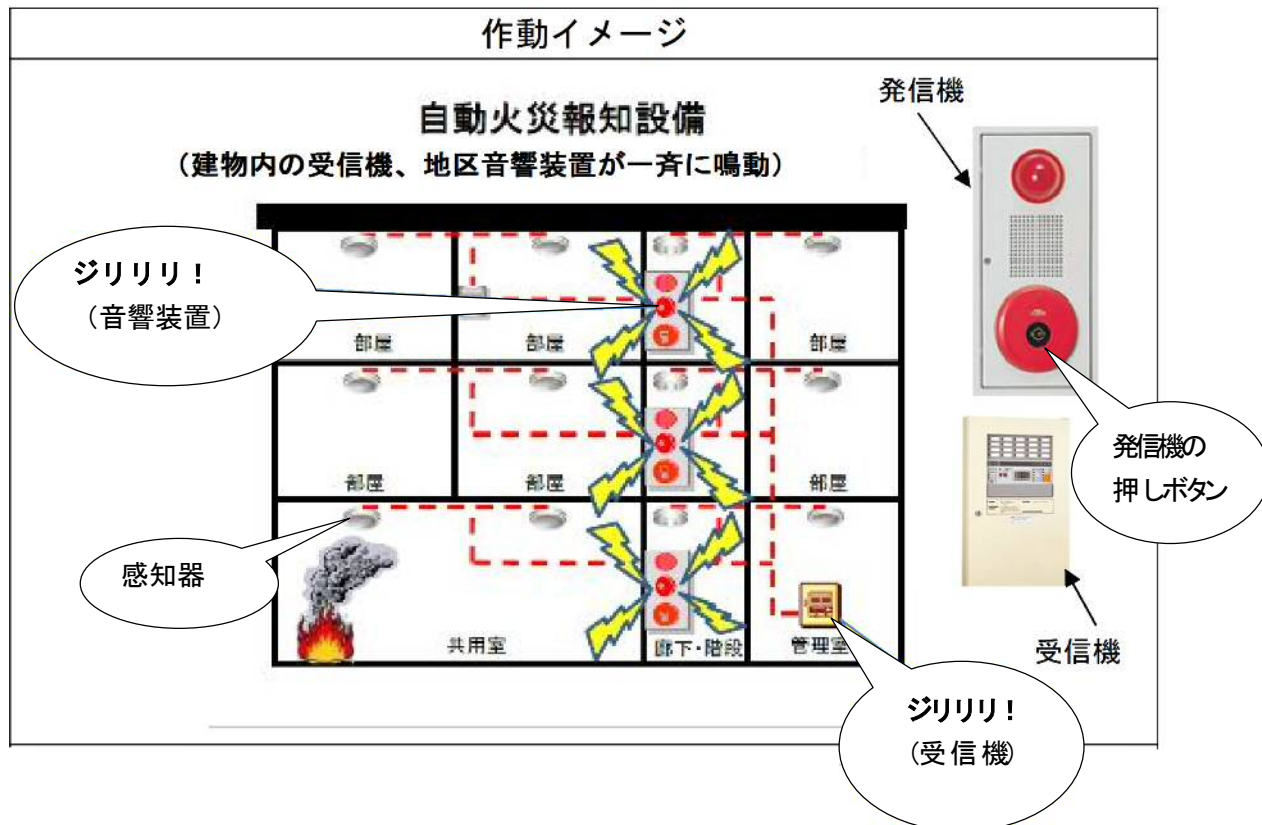 作動イメージ
自動火災報知設備
(建物内の受信機、地区音響装置が一斉に鳴動)
発信機
ジリリリ！
(音響装置)
部屋
部屋
部屋
部屋
部屋
部屋
発信機の
押しボタン
感知器
共用室
廊下・階段
管理室
受信機
ジリリリ！
(受信機)